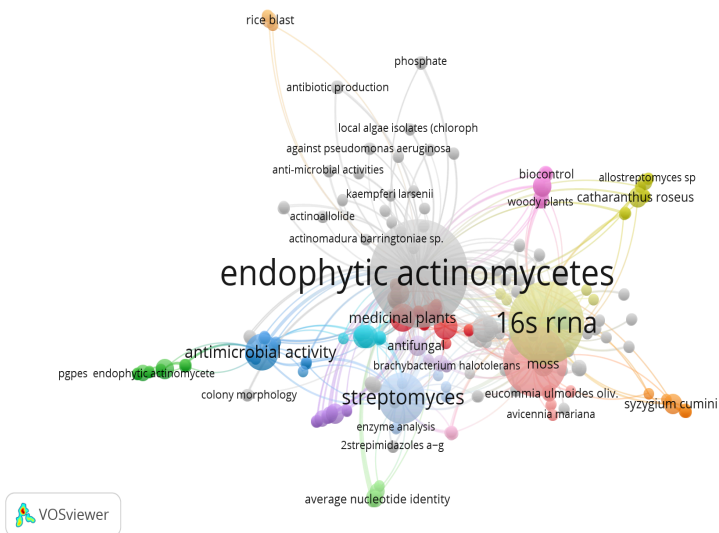 rice blast
phosphate
antibiotic production
local algae isolates (chloroph
against pseudomonas aeruginosa
anti-microbial activities
biocontrol
allostreptomyces sp
kaempferi larsenii
woody plants
catharanthus roseus
actinoallolide
actinomadura barringtoniae sp.
endophytic actinomycetes
medicinal plants
16s rrna
antifungal
antimicrobial activity
moss
brachybacterium halotolerans
pgpes
endophytic actinomycete
colony morphology
streptomyces
eucommia ulmoides oliv.
syzygium cumini
avicennia mariana
enzyme analysis
2strepimidazoles a–g
average nucleotide identity
VOSviewer